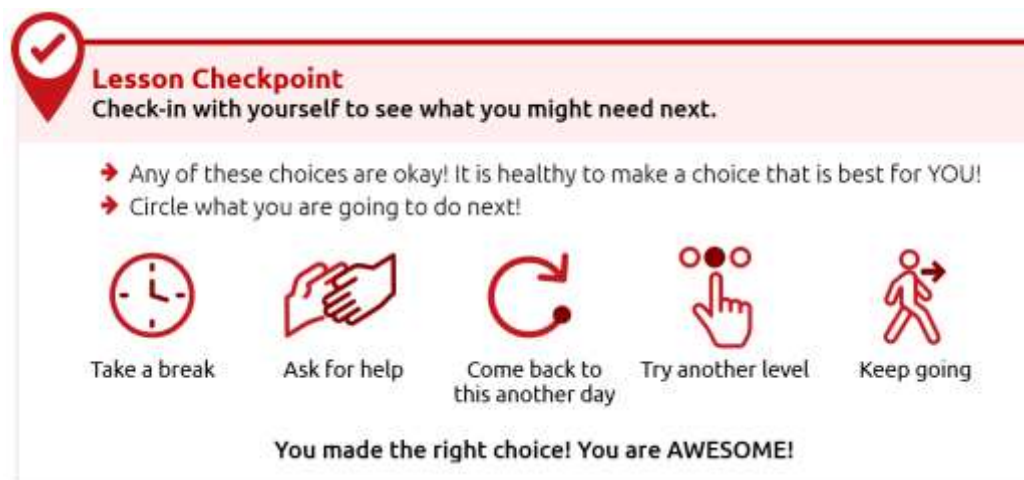 Lesson Checkpoint
Check-in with yourself to see what you might need next.
Any of these choices are okay! It is healthy to make a choice that is best for YOU!
Circle what you are going to do next!
Take a break
Ask for help
Come back to
this another day
Try another level
Keep going
You made the right choice! You are AWESOME!